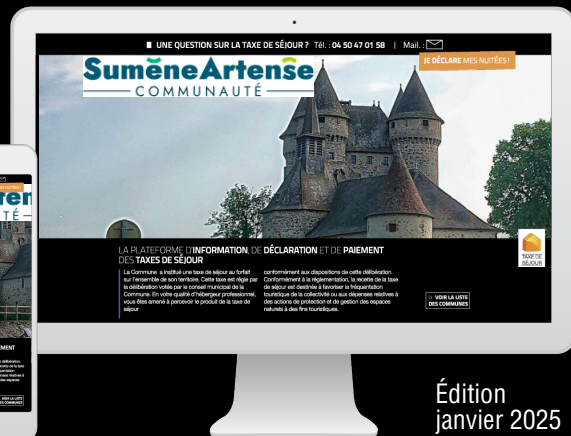 UNE QUESTION SUR LA TAXE DE SÉJOUR ? Tél. : 04 50 47 01 58 | Mail. :
JE DÉCLARE MES NUITÉES !
SumèneArtense
COMMUNAUTÉ
LA PLATEFORME D'INFORMATION, DE DÉCLARATION ET DE PAIEMENT
DES TAXES DE SÉJOUR
La Commune a institué une taxe de séjour au forfait
sur l'ensemble de son territoire. Cette taxe est régie par
la délibération votée par le conseil municipal de la
Commune. En votre qualité d'hébergeur professionnel,
vous êtes amené à percevoir le produit de la taxe de
séjour
conformément aux dispositions de cette délibération.
Conformément à la réglementation, la recette de la taxe
de séjour est destinée à favoriser la fréquentation
touristique de la collectivité ou aux dépenses relatives à
des actions de protection et de gestion des espaces
naturels à des fins touristiques.
TAXE DE
SÉJOUR
VOIR LA LISTE
DES COMMUNES
Édition
janvier 2025